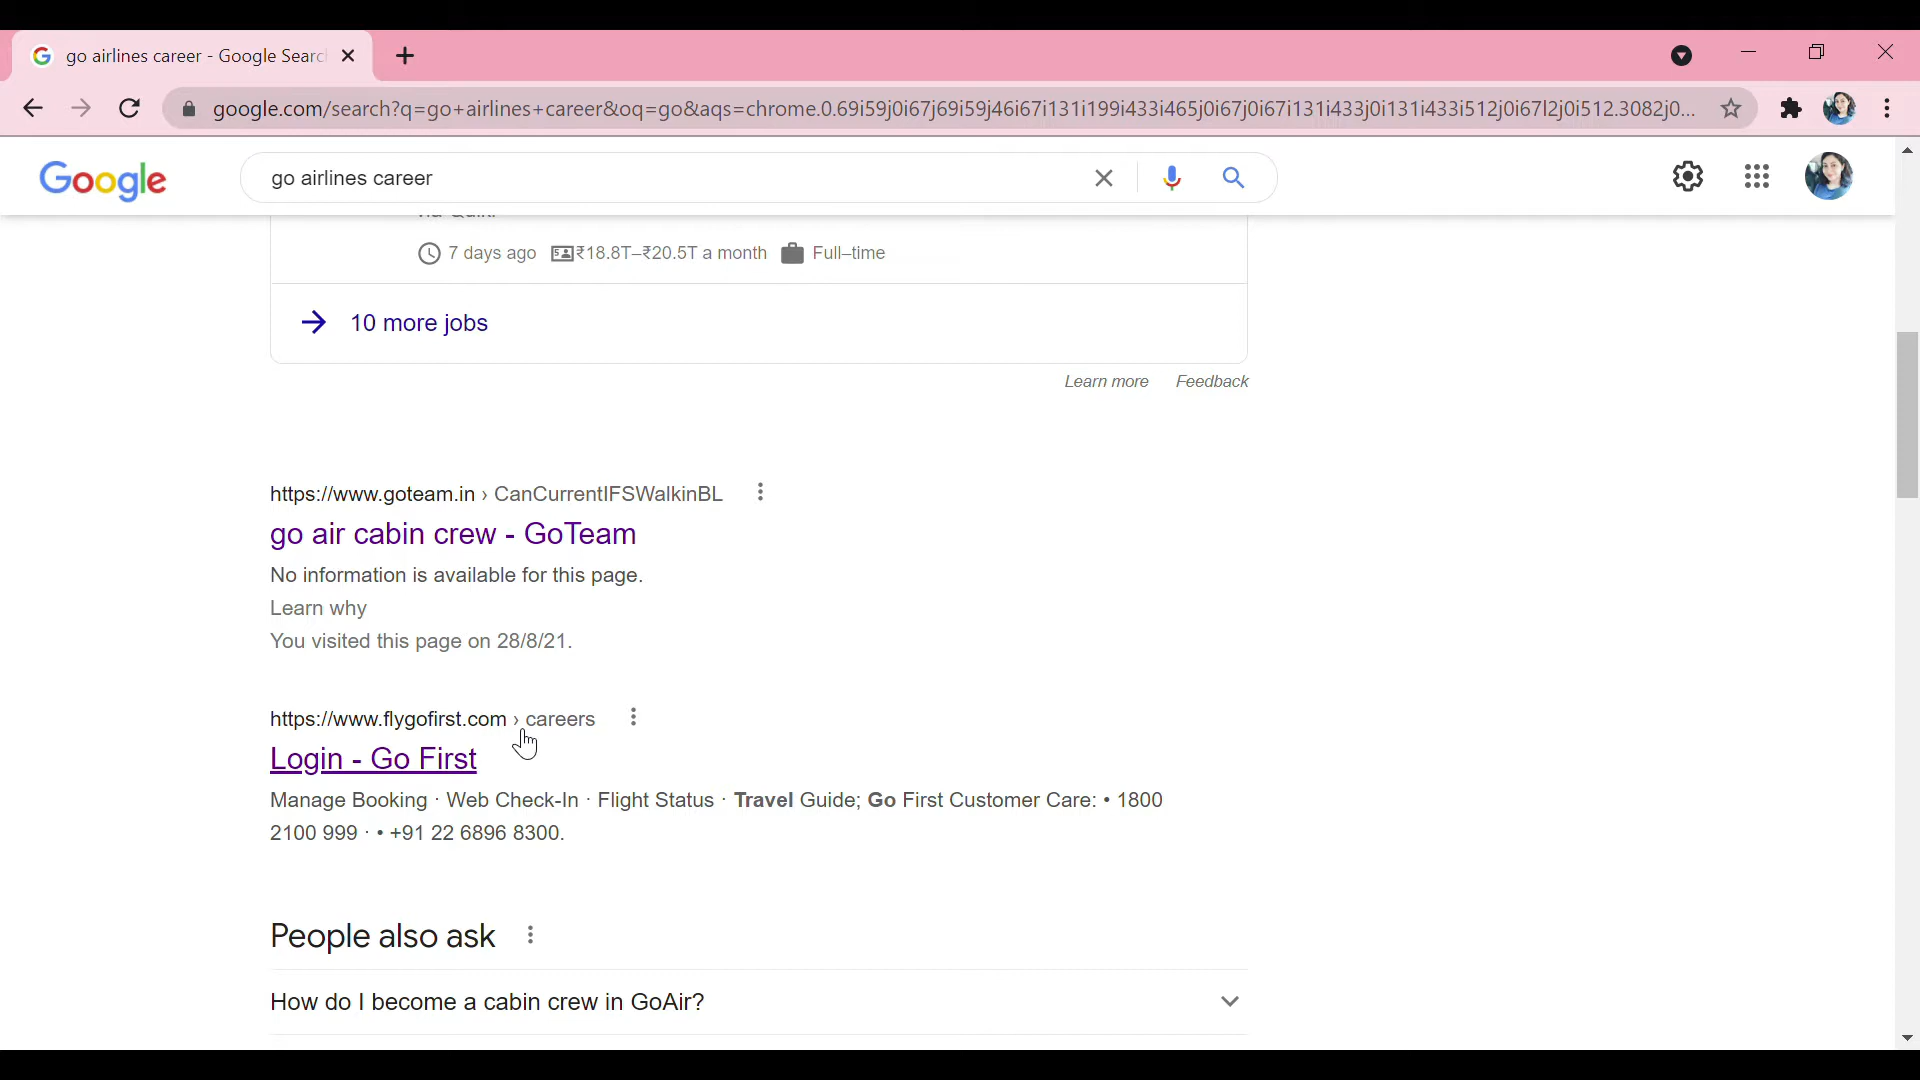 go airlines career - Google Searc
google.com/search?q=go+airlines+career&oq=go&aqs=chrome.0.69i59j0i67j69i59j46i67i131i199i433i465j0i67j0i67i131i433j0i131i433i512j0i67l2j0i512.3082j0...
Google
go airlines career
7 days ago ₹18.8T–₹20.5T a month Full–time
10 more jobs
Learn more Feedback
https://www.goteam.in › CanCurrentIFSWalkinBL
go air cabin crew - GoTeam
No information is available for this page.
Learn why
You visited this page on 28/8/21.
https://www.flygofirst.com › careers
Login - Go First
Manage Booking · Web Check-In · Flight Status · Travel Guide; Go First Customer Care: • 1800
2100 999 · • +91 22 6896 8300.
People also ask
How do I become a cabin crew in GoAir?